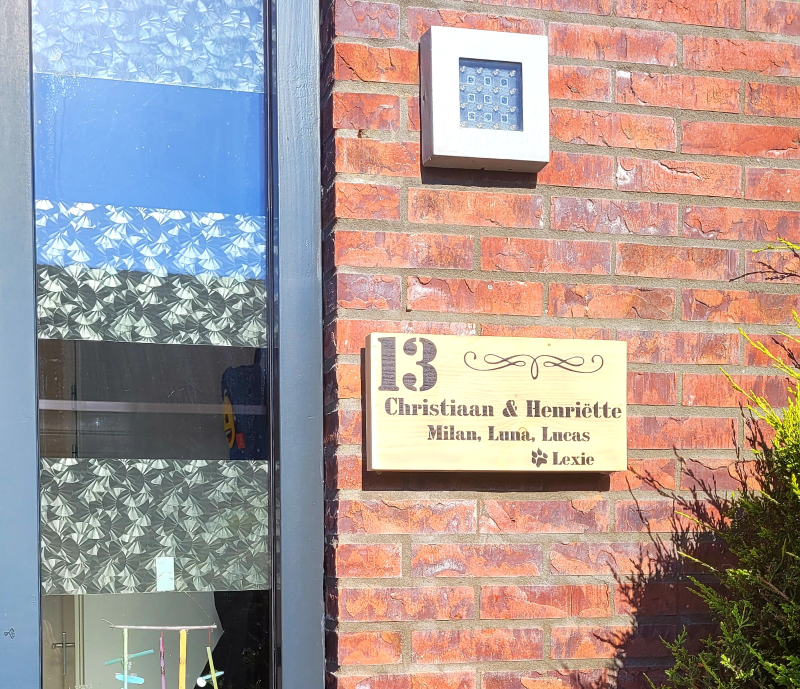 13
Christiaan & Henriëtte
Milan, Luna, Lucas
Lexie